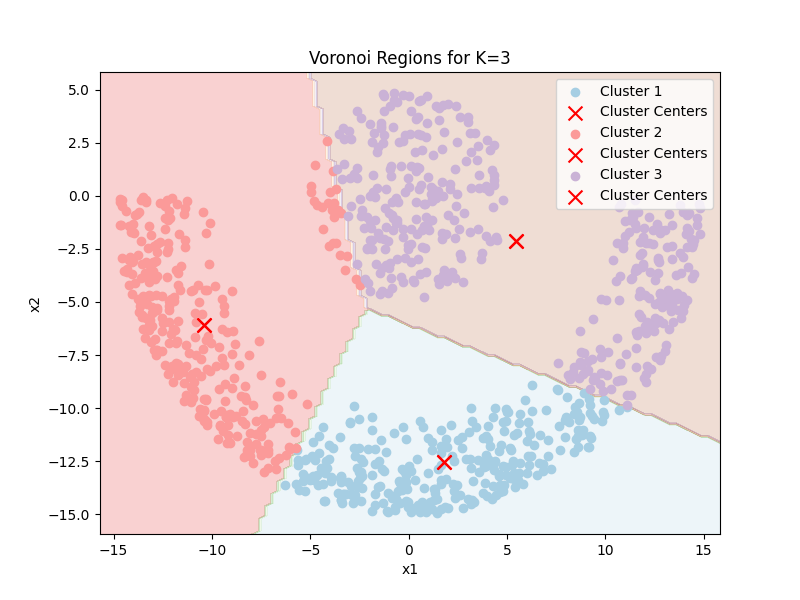 Voronoi Regions for K=3
Cluster 1
Cluster Centers
Cluster 2
Cluster Centers
Cluster 3
Cluster Centers
x2
5.0
2.5
0.0
−2.5
−5.0
−7.5
−10.0
−12.5
−15.0
−15
−10
−5
0
5
10
15
x1